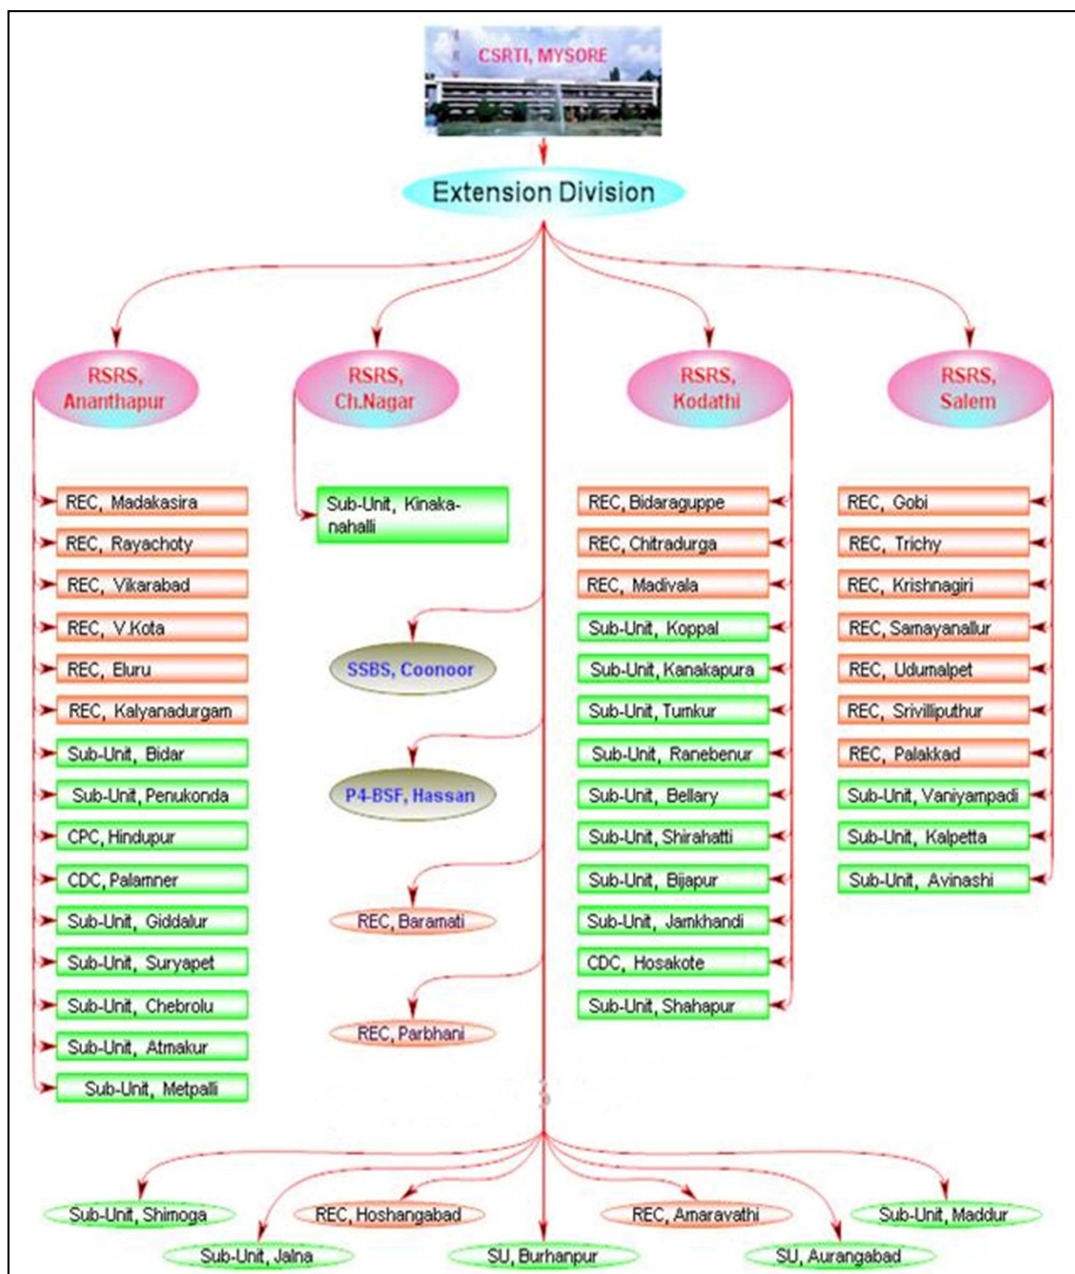 CSRTI, MYSORE
Extension Division
RSRS,
Ananthapur
RSRS,
Ch.Nagar
RSRS,
Kodathi
RSRS,
Salem
REC, Madakasira
REC, Rayachoty
REC, Vikarabad
REC, V.Kota
REC, Eluru
REC, Kalyanadurgam
Sub-Unit, Bidar
Sub-Unit, Penukonda
CPC, Hindupur
CDC, Palamner
Sub-Unit, Giddalur
Sub-Unit, Suryapet
Sub-Unit, Chebrolu
Sub-Unit, Atmakur
Sub-Unit, Metpalli
Sub-Unit, Kinaka-
nahalli
SSBS, Coonoor
P4-BSF, Hassan
REC, Baramati
REC, Parbhani
REC, Bidaraguppe
REC, Chitradurga
REC, Madivala
Sub-Unit, Koppal
Sub-Unit, Kanakapura
Sub-Unit, Tumkur
Sub-Unit, Ranebenur
Sub-Unit, Bellary
Sub-Unit, Shirahatti
Sub-Unit, Bijapur
Sub-Unit, Jamkhandi
CDC, Hosakote
Sub-Unit, Shahapur
REC, Gobi
REC, Trichy
REC, Krishnagiri
REC, Samayanallur
REC, Udumalpet
REC, Srivilliputhur
REC, Palakkad
Sub-Unit, Vaniyampadi
Sub-Unit, Kalpetta
Sub-Unit, Avinashi
Sub-Unit, Shimoga
REC, Hoshangabad
REC, Amaravathi
Sub-Unit, Maddur
Sub-Unit, Jalna
SU, Burhanpur
SU, Aurangabad